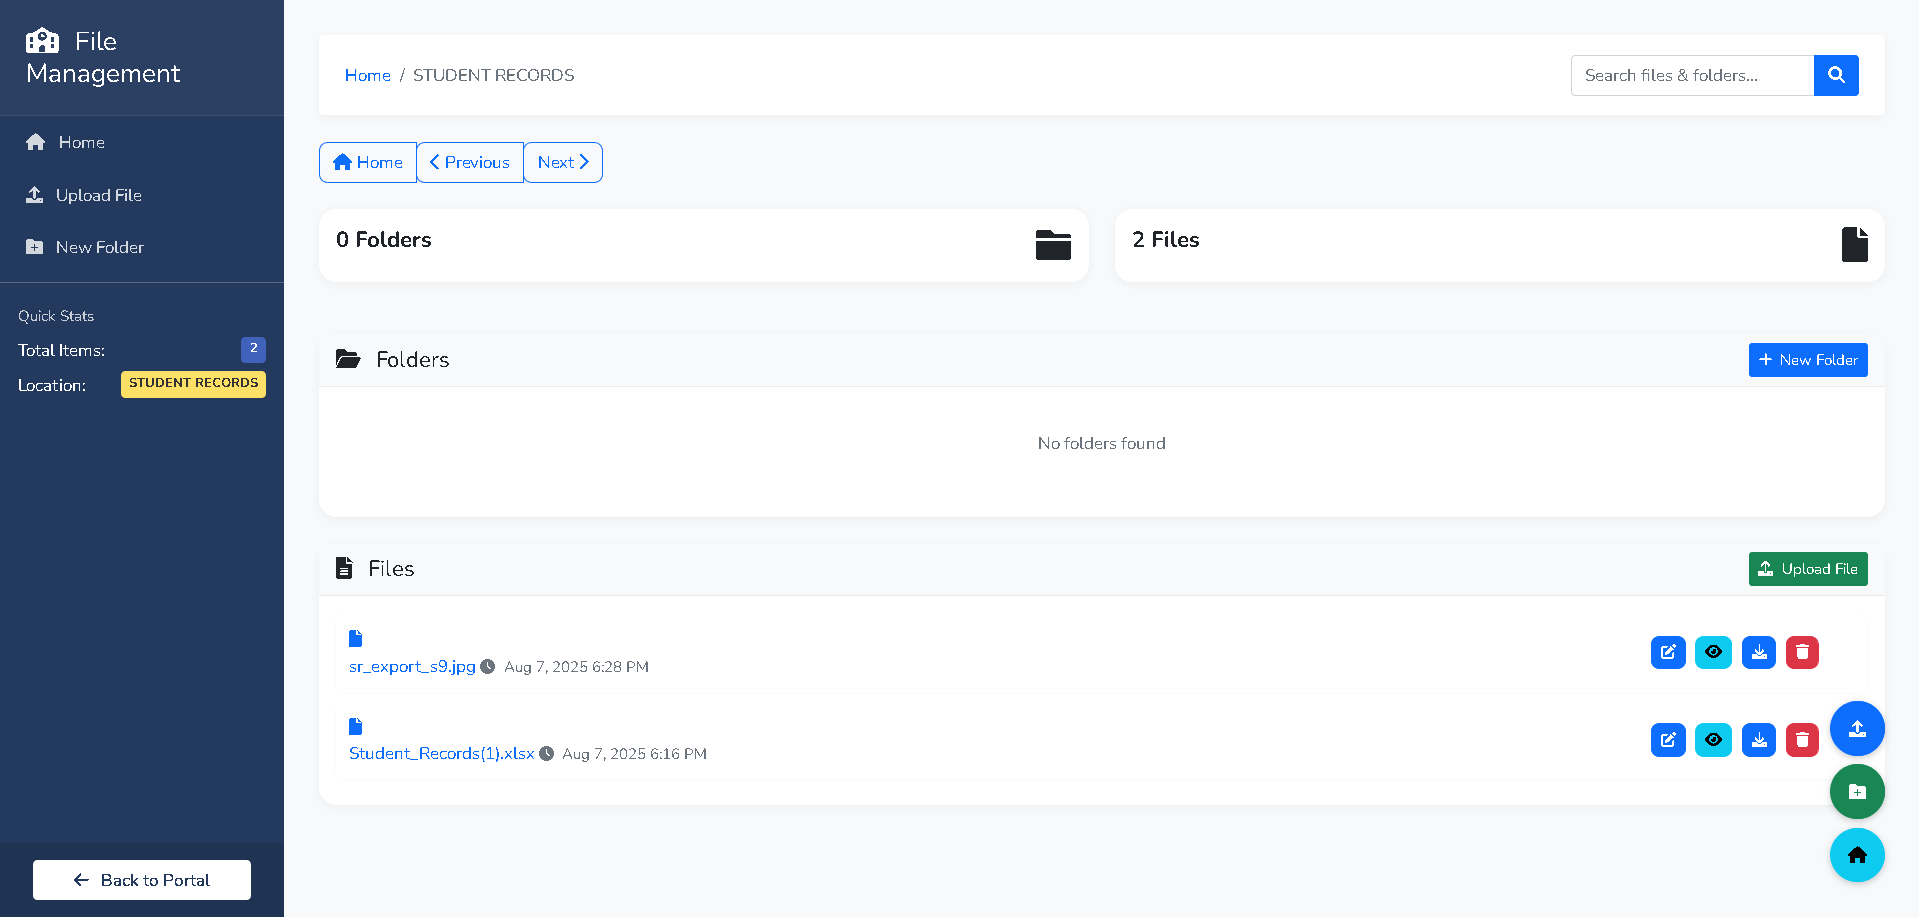 File
Management
Home
Upload File
New Folder
Quick Stats
Total Items: 2
Location: STUDENT RECORDS
Back to Portal
Home / STUDENT RECORDS
Search files & folders...
Home Previous Next
0 Folders
2 Files
Folders
New Folder
No folders found
Files
Upload File
sr_export_s9.jpg Aug 7, 2025 6:28 PM
Student_Records(1).xlsx Aug 7, 2025 6:16 PM